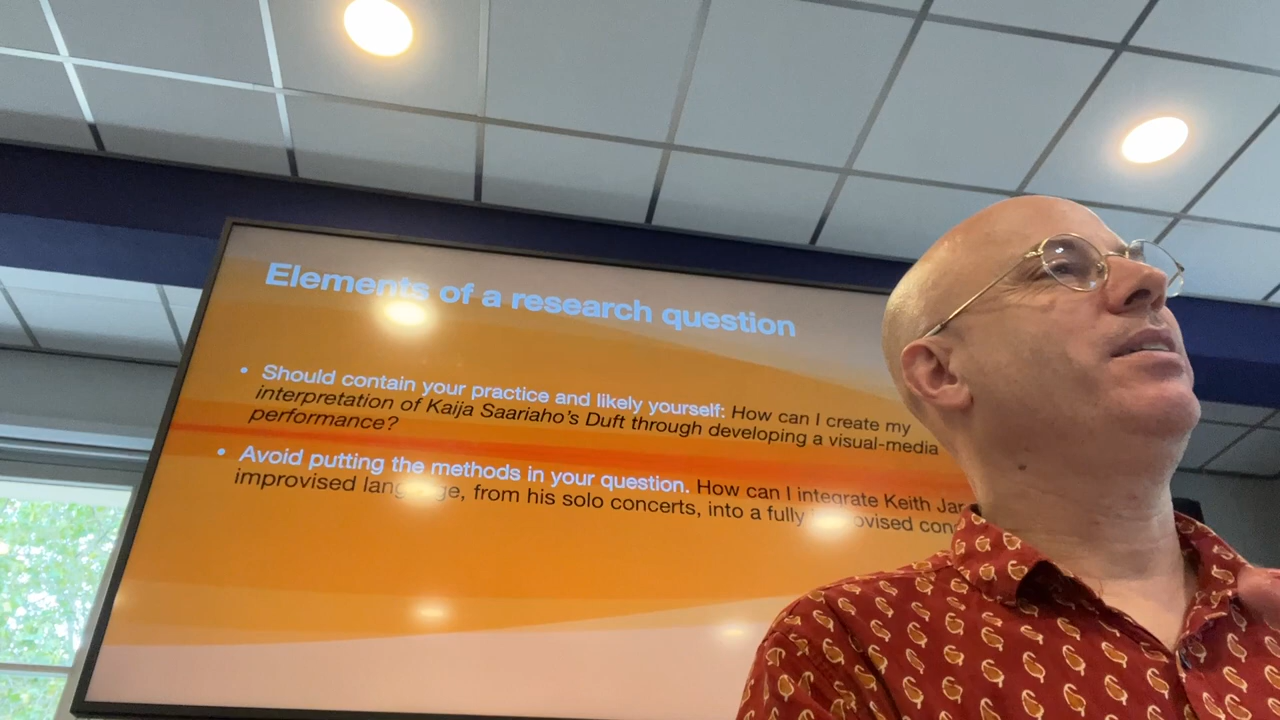 Elements of a research question
• Should contain your practice and likely yourself: How can I create my
interpretation of Kaija Saariaho's Duft through developing a visual-media
performance?
• Avoid putting the methods in your question. How can I integrate Keith
improvised from his solo concerts, into a fully